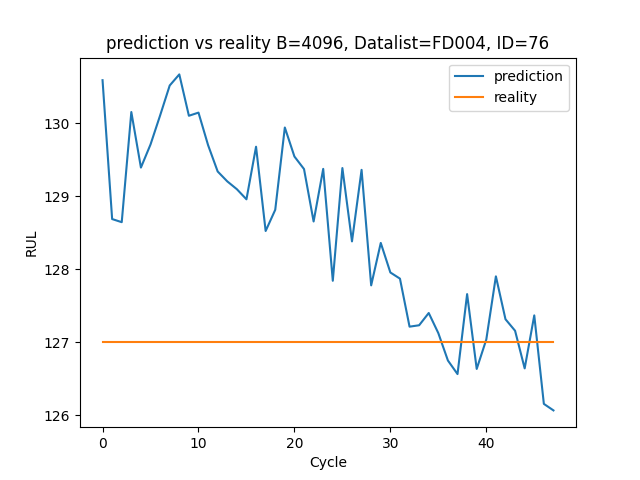 prediction vs reality B=4096, Datalist=FD004, ID=76
prediction
reality
130
129
128
127
126
RUL
0 10 20 30 40
Cycle